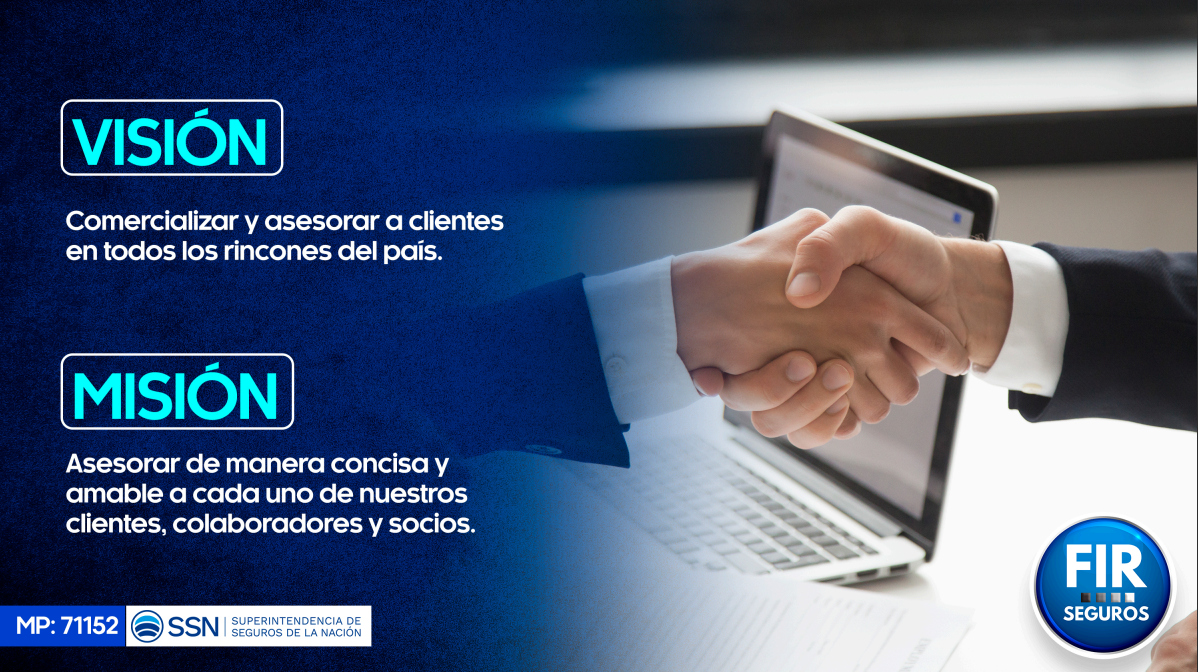 VISIÓN
Comercializar y asesorar a clientes
en todos los rincones del país.
MISIÓN
Asesorar de manera concisa y
amable a cada uno de nuestros
clientes, colaboradores y socios.
MP: 71152
SSN
SUPERINTENDENCIA DE
SEGUROS DE LA NACIÓN
FIR
SEGUROS